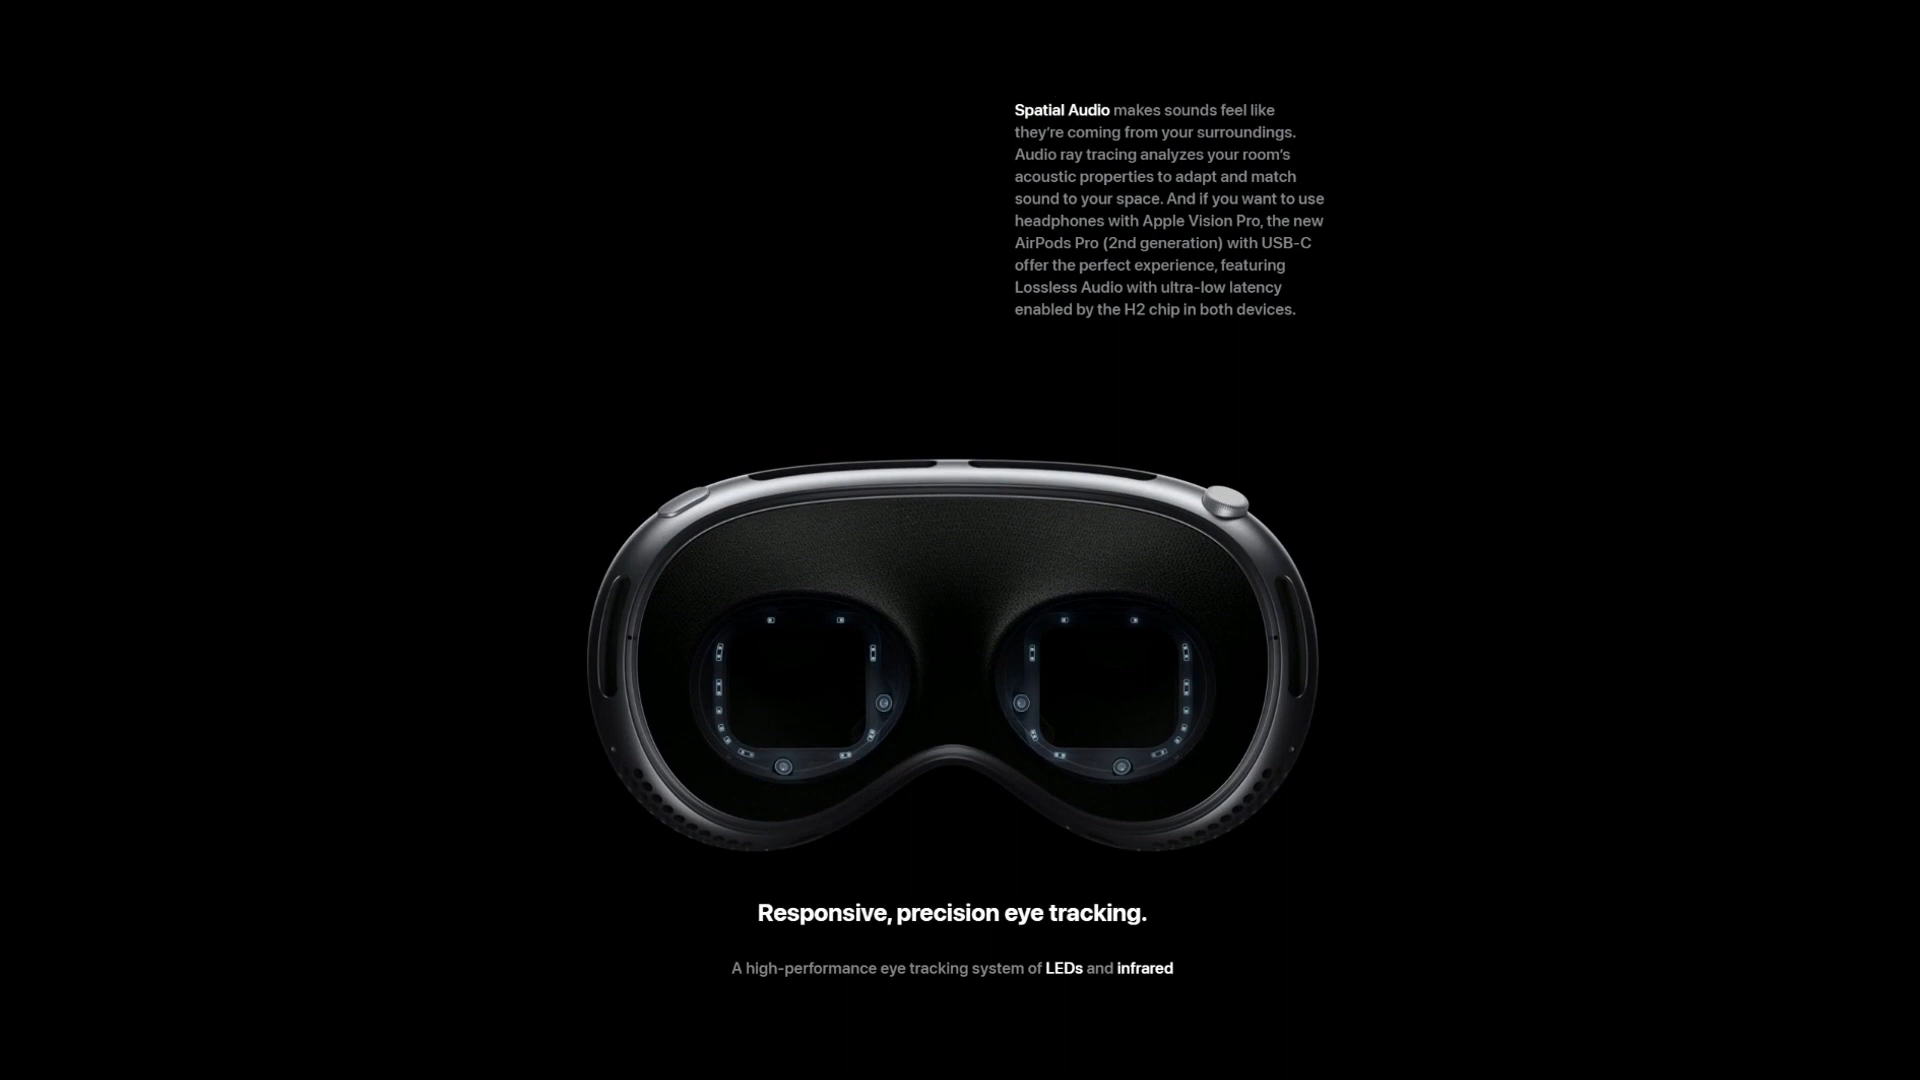 Spatial Audio makes sounds feel like
they’re coming from your surroundings.
Audio ray tracing analyzes your room’s
acoustic properties to adapt and match
sound to your space. And if you want to use
headphones with Apple Vision Pro, the new
AirPods Pro (2nd generation) with USB-C
offer the perfect experience, featuring
Lossless Audio with ultra-low latency
enabled by the H2 chip in both devices.
Responsive, precision eye tracking.
A high-performance eye tracking system of LEDs and infrared